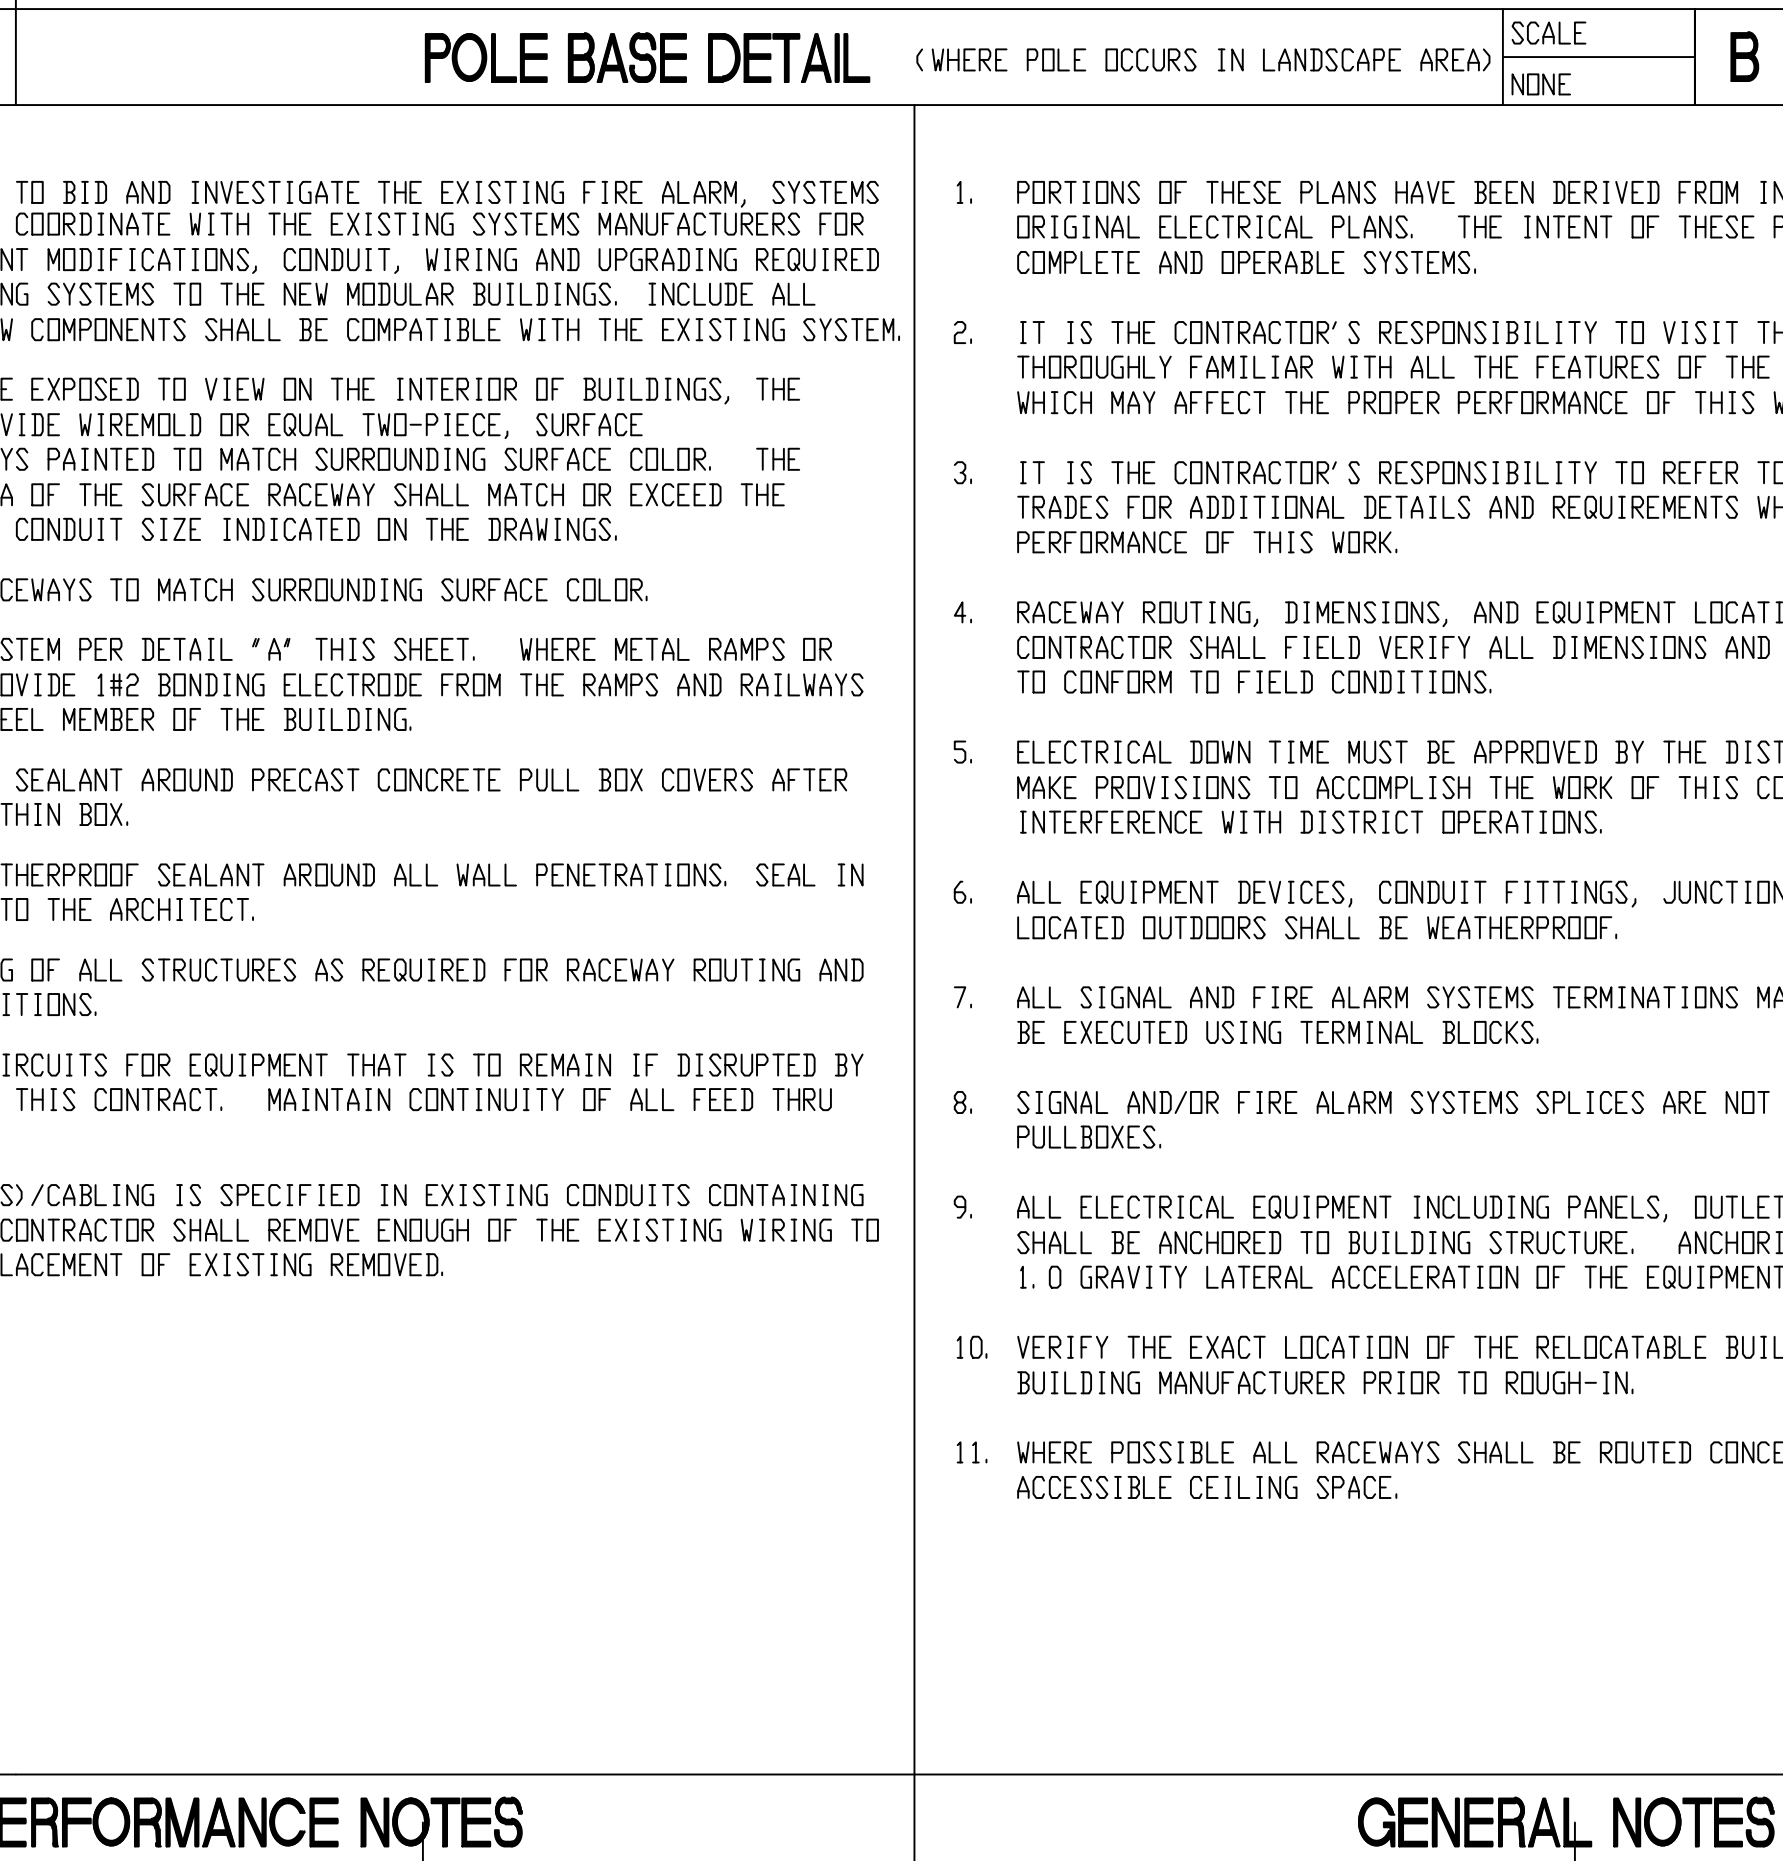 POLE BASE DETAIL (WHERE POLE OCCURS IN LANDSCAPE AREA)
SCALE
NONE
B
TO BID AND INVESTIGATE THE EXISTING FIRE ALARM, SYSTEMS
COORDINATE WITH THE EXISTING SYSTEMS MANUFACTURERS FOR
NT MODIFICATIONS, CONDUIT, WIRING AND UPGRADING REQUIRED
NG SYSTEMS TO THE NEW MODULAR BUILDINGS. INCLUDE ALL
W COMPONENTS SHALL BE COMPATIBLE WITH THE EXISTING SYSTEM.
E EXPOSED TO VIEW ON THE INTERIOR OF BUILDINGS, THE
VIDE WIREMOLD OR EQUAL TWO-PIECE, SURFACE
YS PAINTED TO MATCH SURROUNDING SURFACE COLOR. THE
A OF THE SURFACE RACEWAY SHALL MATCH OR EXCEED THE
CONDUIT SIZE INDICATED ON THE DRAWINGS.
CEWAYS TO MATCH SURROUNDING SURFACE COLOR.
STEM PER DETAIL "A" THIS SHEET. WHERE METAL RAMPS OR
OVIDE 1#2 BONDING ELECTRODE FROM THE RAMPS AND RAILWAYS
EEL MEMBER OF THE BUILDING.
SEALANT AROUND PRECAST CONCRETE PULL BOX COVERS AFTER
THIN BOX.
THERPROOF SEALANT AROUND ALL WALL PENETRATIONS. SEAL IN
TO THE ARCHITECT.
G OF ALL STRUCTURES AS REQUIRED FOR RACEWAY ROUTING AND
ITIONS.
IRCUITS FOR EQUIPMENT THAT IS TO REMAIN IF DISRUPTED BY
THIS CONTRACT. MAINTAIN CONTINUITY OF ALL FEED THRU
S)/CABLING IS SPECIFIED IN EXISTING CONDUITS CONTAINING
CONTRACTOR SHALL REMOVE ENOUGH OF THE EXISTING WIRING TO
LACEMENT OF EXISTING REMOVED.
ERFORMANCE NOTES
1. PORTIONS OF THESE PLANS HAVE BEEN DERIVED FROM IN
ORIGINAL ELECTRICAL PLANS. THE INTENT OF THESE P
COMPLETE AND OPERABLE SYSTEMS.
2. IT IS THE CONTRACTOR'S RESPONSIBILITY TO VISIT TH
THOROUGHLY FAMILIAR WITH ALL THE FEATURES OF THE
WHICH MAY AFFECT THE PROPER PERFORMANCE OF THIS W
3. IT IS THE CONTRACTOR'S RESPONSIBILITY TO REFER TO
TRADES FOR ADDITIONAL DETAILS AND REQUIREMENTS WH
PERFORMANCE OF THIS WORK.
4. RACEWAY ROUTING, DIMENSIONS, AND EQUIPMENT LOCATI
CONTRACTOR SHALL FIELD VERIFY ALL DIMENSIONS AND
TO CONFORM TO FIELD CONDITIONS.
5. ELECTRICAL DOWN TIME MUST BE APPROVED BY THE DIST
MAKE PROVISIONS TO ACCOMPLISH THE WORK OF THIS CO
INTERFERENCE WITH DISTRICT OPERATIONS.
6. ALL EQUIPMENT DEVICES, CONDUIT FITTINGS, JUNCTION
LOCATED OUTDOORS SHALL BE WEATHERPROOF.
7. ALL SIGNAL AND FIRE ALARM SYSTEMS TERMINATIONS MA
BE EXECUTED USING TERMINAL BLOCKS.
8. SIGNAL AND/OR FIRE ALARM SYSTEMS SPLICES ARE NOT
PULLBOXES.
9. ALL ELECTRICAL EQUIPMENT INCLUDING PANELS, OUTLET
SHALL BE ANCHORED TO BUILDING STRUCTURE. ANCHORI
1.0 GRAVITY LATERAL ACCELERATION OF THE EQUIPMENT
10. VERIFY THE EXACT LOCATION OF THE RELOCATABLE BUIL
BUILDING MANUFACTURER PRIOR TO ROUGH-IN.
11. WHERE POSSIBLE ALL RACEWAYS SHALL BE ROUTED CONCE
ACCESSIBLE CEILING SPACE.
GENERAL NOTES